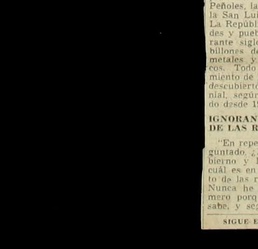 Peñoles, la
la San Lui
La Repúbl
des y pueb
rante sigl
billones d
metales y
cos. Todo
miento de
descubiert
nial, segú
do desde 1
IGNORAN
DE LAS R
"En repe
guntado, ¿
bierno y l
cuál es en
to de las r
Nunca he
mero porq
sabe, y se
SIGUE E